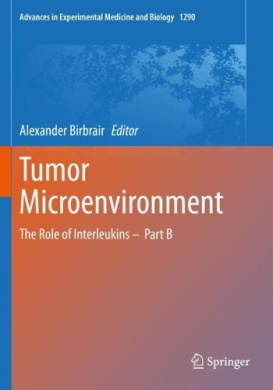 Advances in Experimental Medicine and Biology 1290
Alexander Birbrair Editor
Tumor
Microenvironment
The Role of Interleukins – Part B
Springer